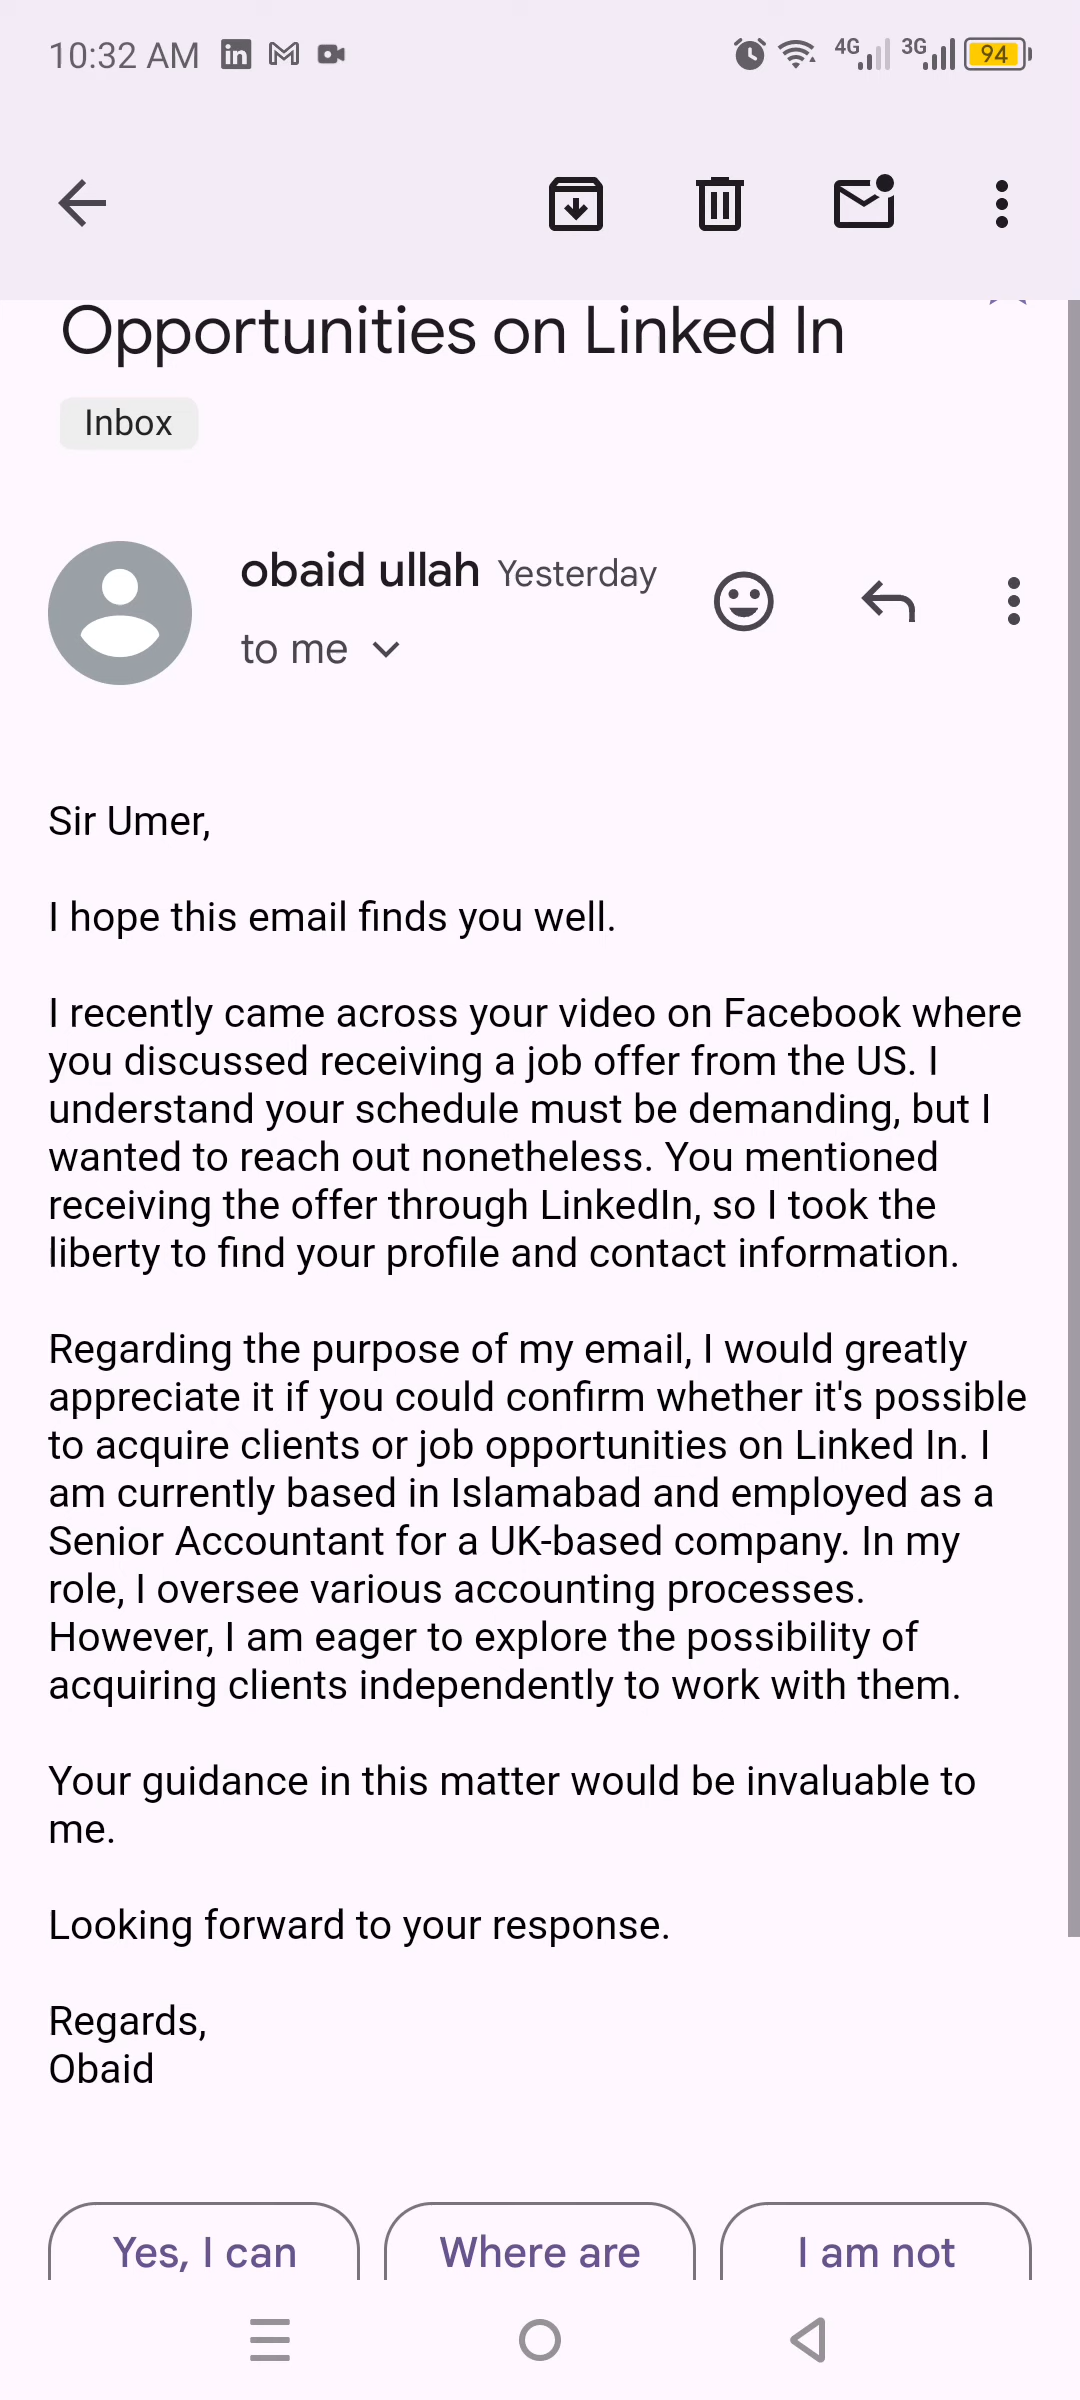 10:32 AM in 4G 3G 94
Opportunities on Linked In
Inbox
obaid ullah Yesterday
to me
Sir Umer,
I hope this email finds you well.
I recently came across your video on Facebook where
you discussed receiving a job offer from the US. I
understand your schedule must be demanding, but I
wanted to reach out nonetheless. You mentioned
receiving the offer through LinkedIn, so I took the
liberty to find your profile and contact information.
Regarding the purpose of my email, I would greatly
appreciate it if you could confirm whether it's possible
to acquire clients or job opportunities on Linked In. I
am currently based in Islamabad and employed as a
Senior Accountant for a UK-based company. In my
role, I oversee various accounting processes.
However, I am eager to explore the possibility of
acquiring clients independently to work with them.
Your guidance in this matter would be invaluable to
me.
Looking forward to your response.
Regards,
Obaid
Yes, I can Where are I am not